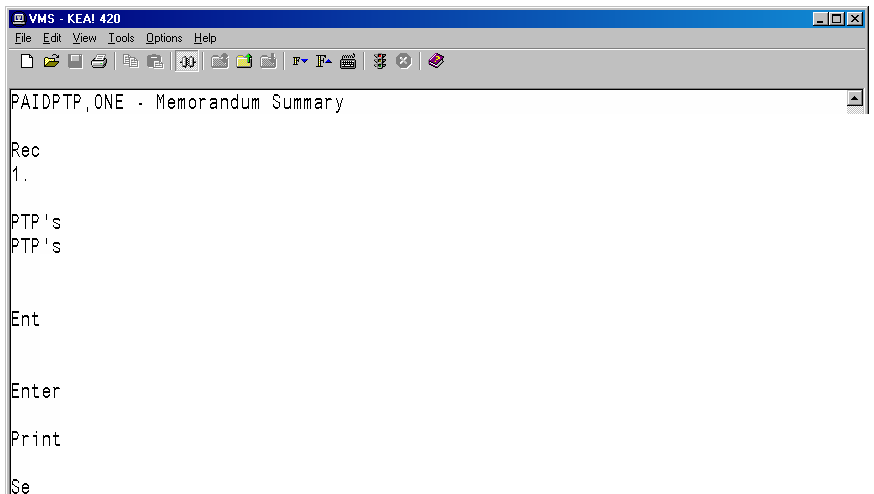 VMS - KEA! 420
File Edit View Tools Options Help
PAIDPTP,ONE - Memorandum Summary
Rec
1.
PTP's
PTP's
Ent
Enter
Print
Se